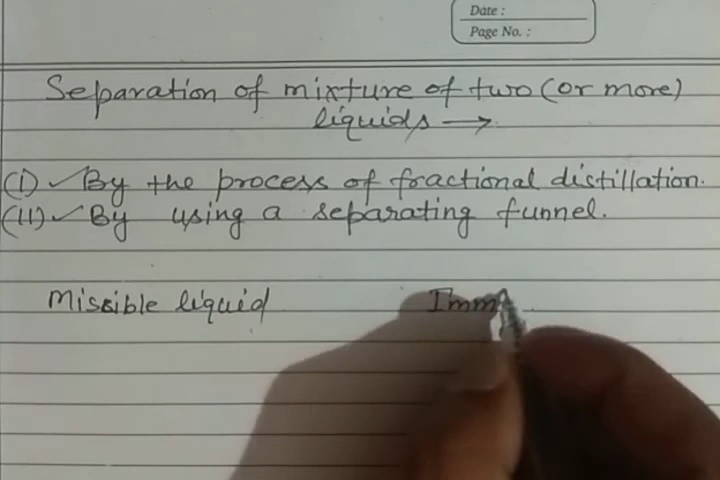 Date :
Page No. :
Separation of mixture of two (or more)
liquids →
(i) ✓ By the process of fractional distillation.
(ii) ✓ By using a separating funnel.
Missible liquid Imm